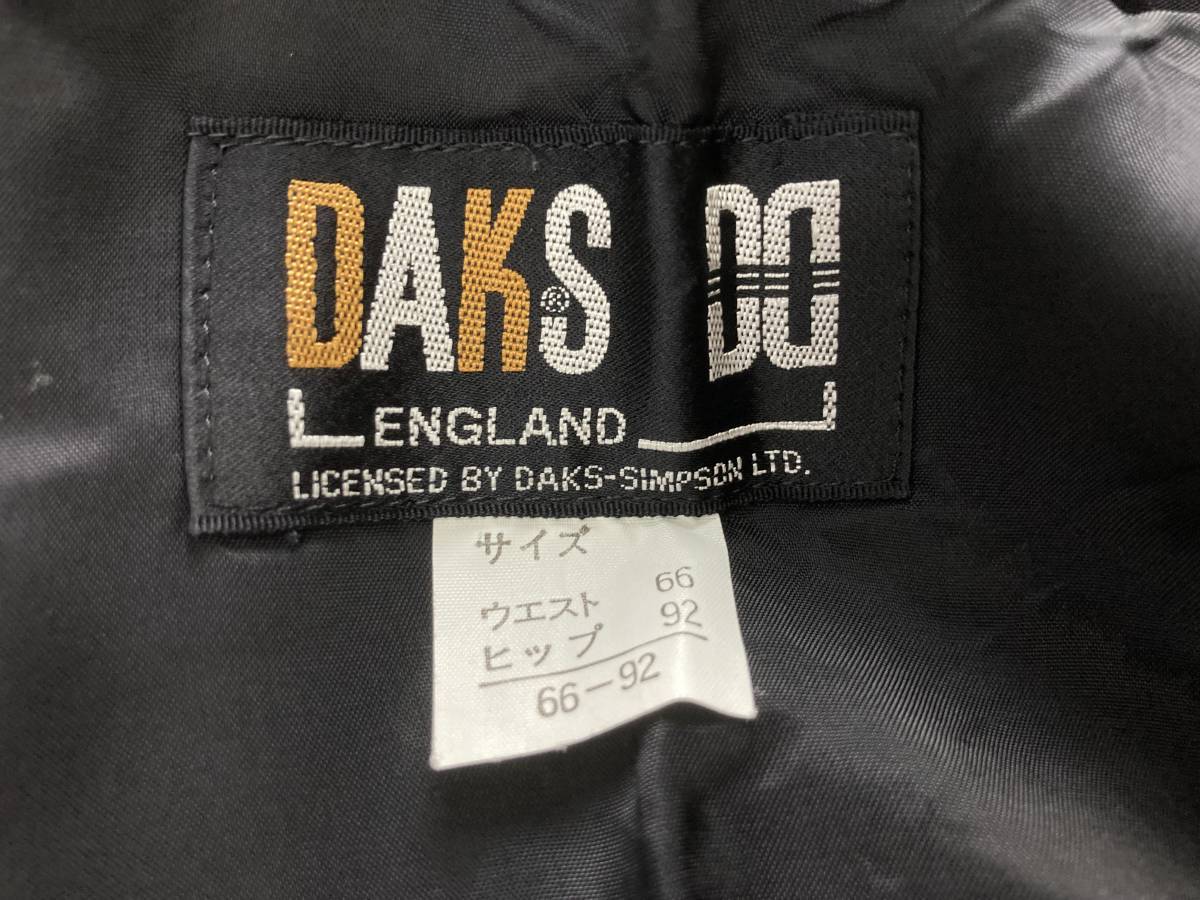 DAKS® DD
ENGLAND
LICENSED BY DAKS-SIMPSON LTD.
サイズ
ウエスト 66
ヒップ 92
66-92